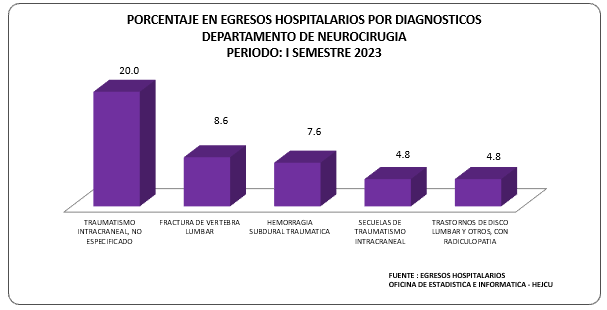 PORCENTAJE EN EGRESOS HOSPITALARIOS POR DIAGNOSTICOS
DEPARTAMENTO DE NEUROCIRUGIA
PERIODO: I SEMESTRE 2023
20.0
8.6
7.6
4.8
4.8
TRAUMATISMO
INTRACRANEAL, NO
ESPECIFICADO
FRACTURA DE VERTEBRA
LUMBAR
HEMORRAGIA
SUBDURAL TRAUMATICA
SECUELAS DE
TRAUMATISMO
INTRACRANEAL
TRASTORNOS DE DISCO
LUMBAR Y OTROS, CON
RADICULOPATIA
FUENTE : EGRESOS HOSPITALARIOS
OFICINA DE ESTADISTICA E INFORMATICA - HEJCU